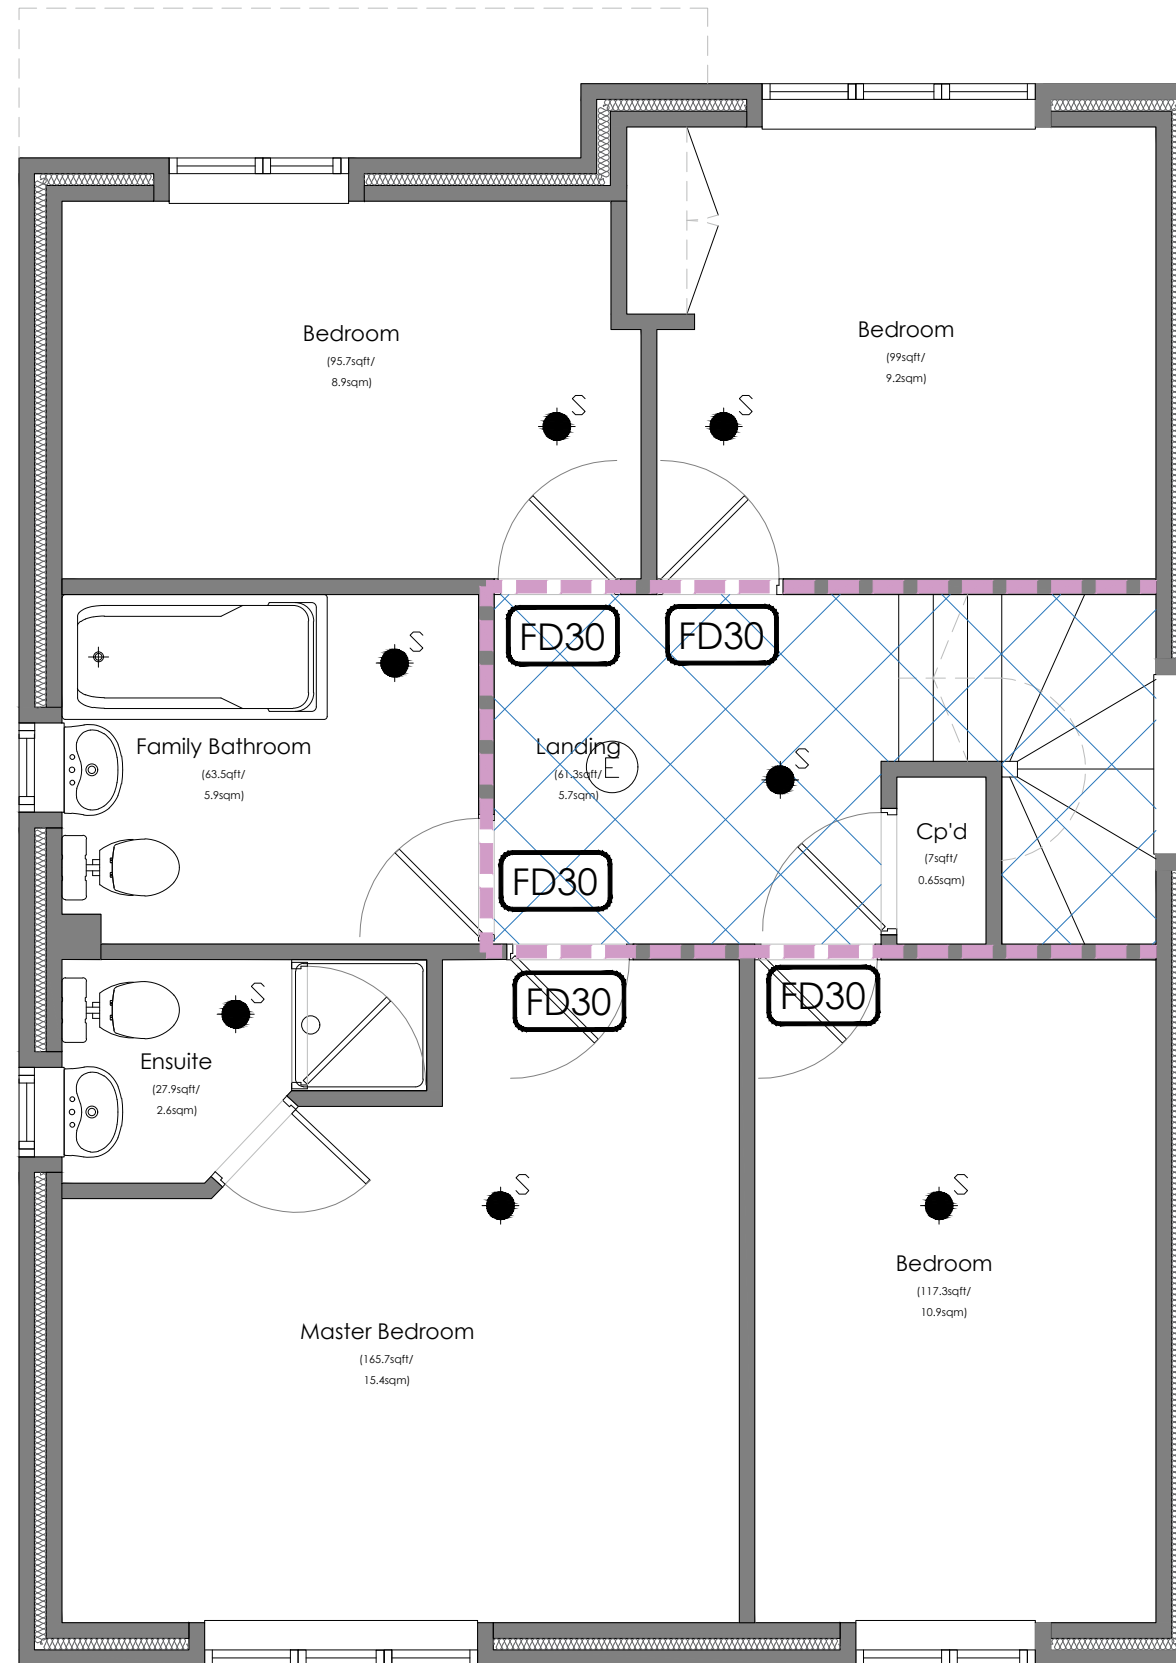 Bedroom
(95.7sqft/
8.9sqm)
Bedroom
(99sqft/
9.2sqm)
S
S
FD30
FD30
S
Family Bathroom
(63.5qft/
5.9sqm)
Landing
(61.3sqft/
5.7sqm)
E
S
Cp'd
(7sqft/
0.65sqm)
FD30
FD30
FD30
S
Ensuite
(27.9sqft/
2.6sqm)
S
S
Bedroom
(117.3sqft/
10.9sqm)
Master Bedroom
(165.7sqft/
15.4sqm)